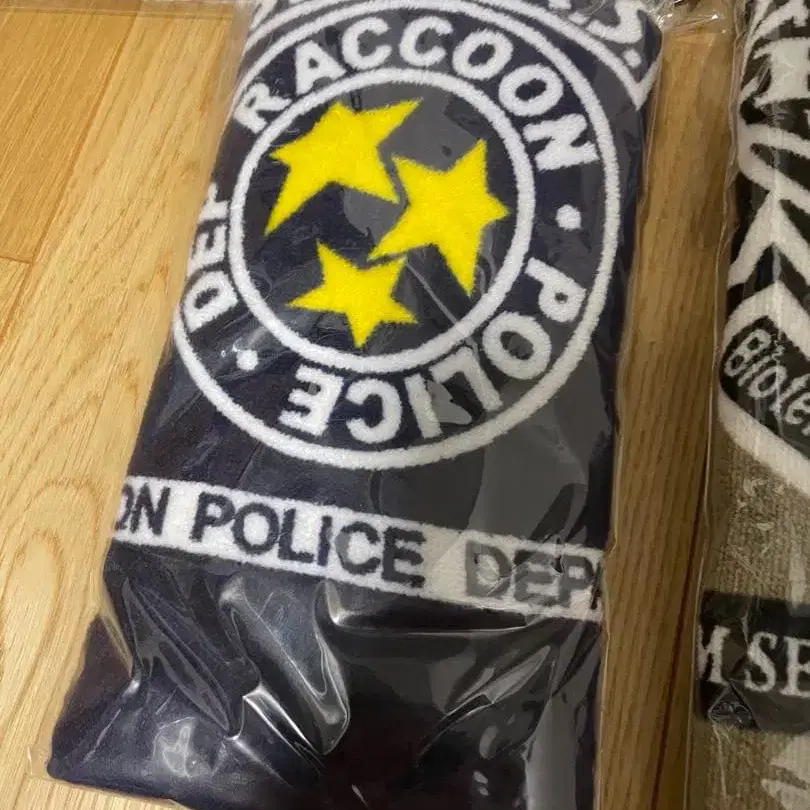 S.
RACCOON · POLICE · DEP
ON POLICE DEP
Biote
M SE